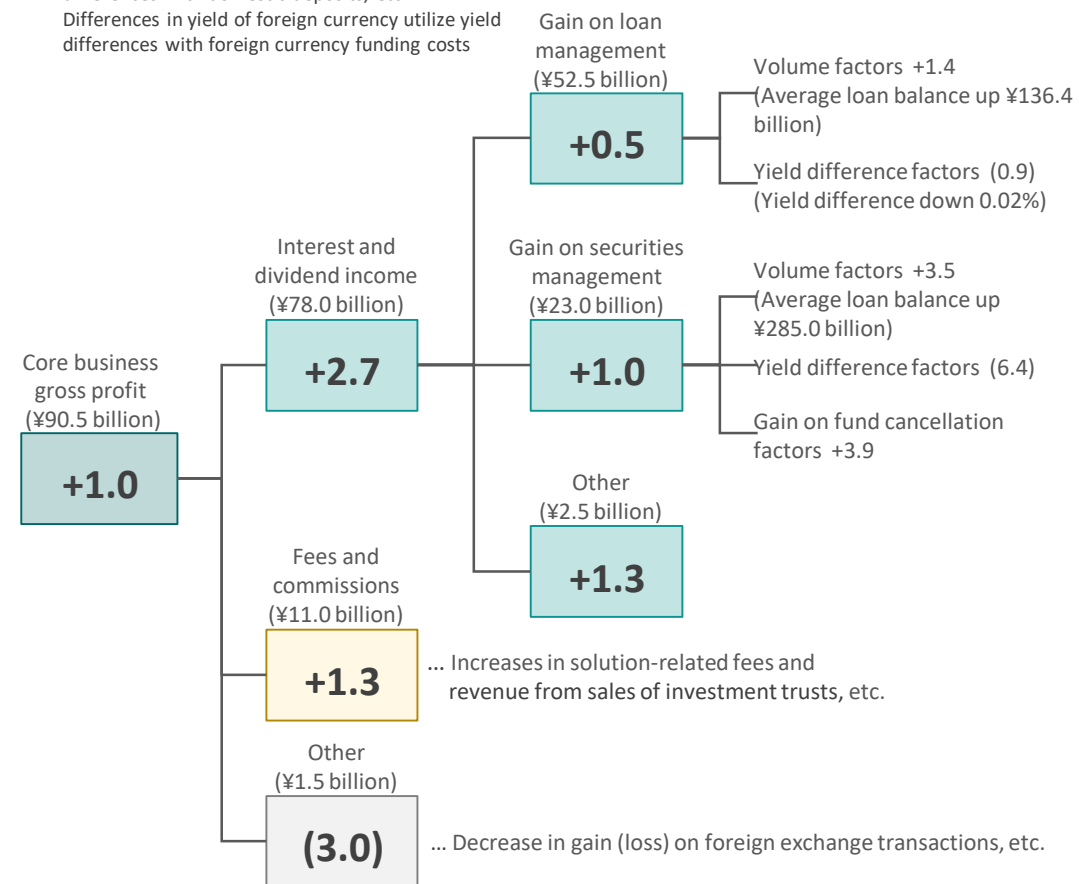 Differences in yield of foreign currency utilize yield
differences with foreign currency funding costs
Gain on loan
management
(¥52.5 billion)
+0.5
Volume factors +1.4
(Average loan balance up ¥136.4
billion)
Yield difference factors (0.9)
(Yield difference down 0.02%)
Interest and
dividend income
(¥78.0 billion)
+2.7
Gain on securities
management
(¥23.0 billion)
+1.0
Volume factors +3.5
(Average loan balance up
¥285.0 billion)
Yield difference factors (6.4)
Gain on fund cancellation
factors +3.9
Core business
gross profit
(¥90.5 billion)
+1.0
Other
(¥2.5 billion)
+1.3
Fees and
commissions
(¥11.0 billion)
+1.3
... Increases in solution-related fees and
revenue from sales of investment trusts, etc.
Other
(¥1.5 billion)
(3.0)
... Decrease in gain (loss) on foreign exchange transactions, etc.